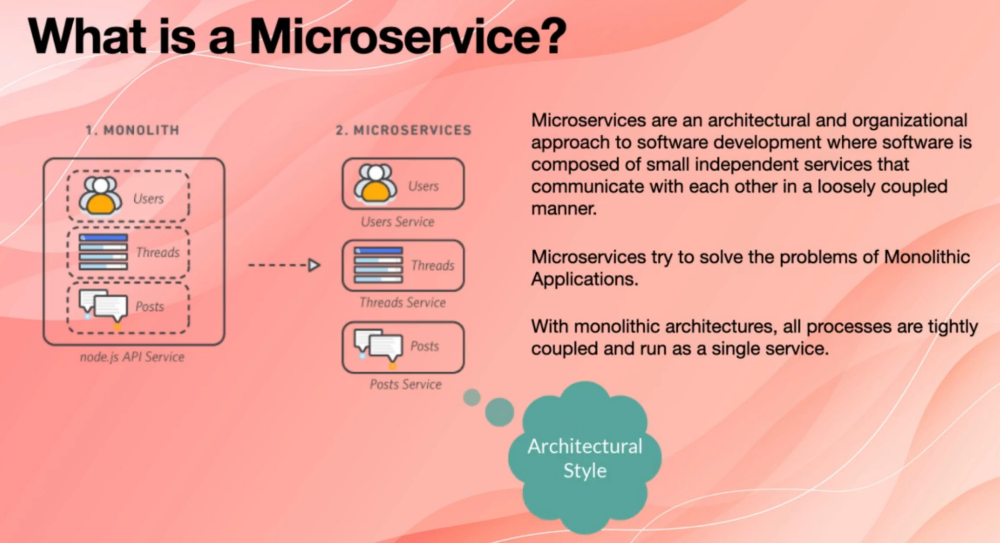 What is a Microservice?
1. MONOLITH
Users
Threads
Posts
node.js API Service
2. MICROSERVICES
Users
Users Service
Threads
Threads Service
Posts
Posts Service
Microservices are an architectural and organizational
approach to software development where software is
composed of small independent services that
communicate with each other in a loosely coupled
manner.
Microservices try to solve the problems of Monolithic
Applications.
With monolithic architectures, all processes are tightly
coupled and run as a single service.
Architectural
Style